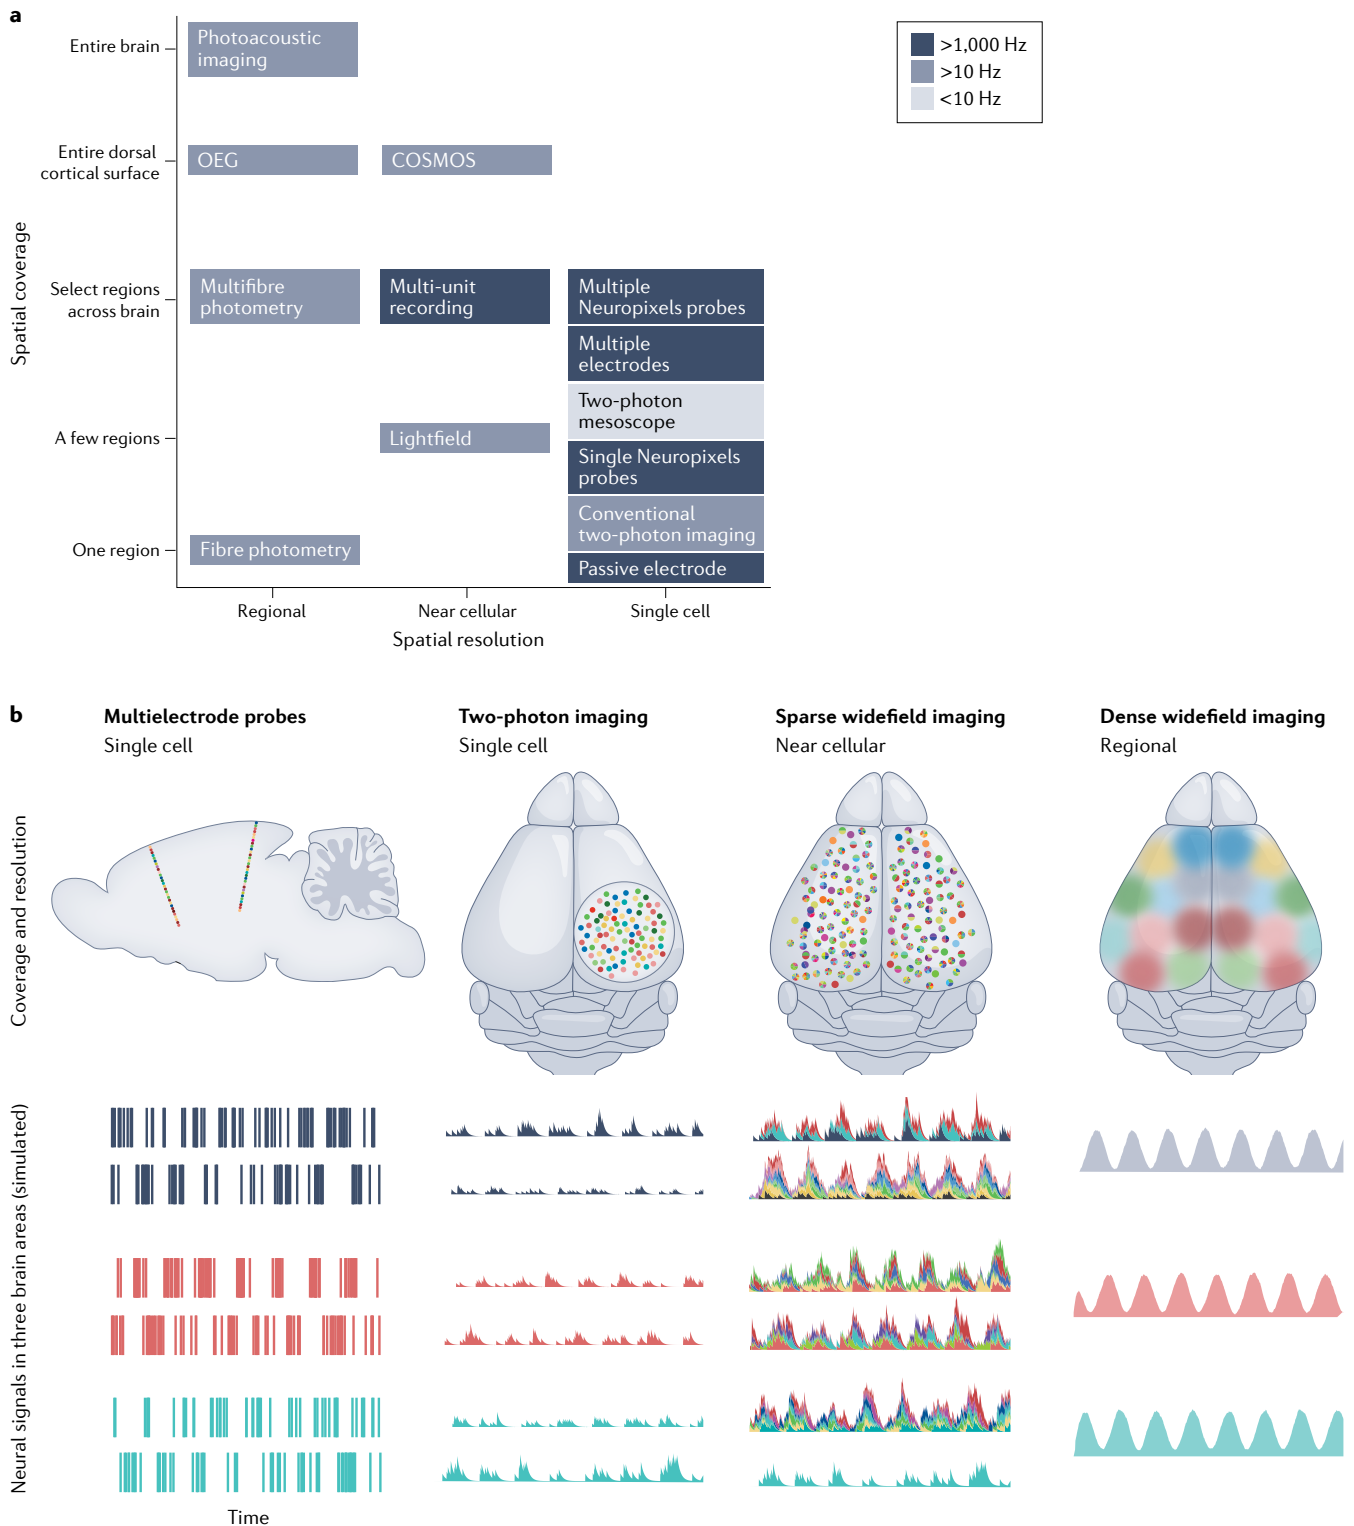 a
Entire brain
Photoacoustic
imaging
>1,000 Hz
>10 Hz
<10 Hz
Entire dorsal
cortical surface
OEG
COSMOS
Spatial coverage
Select regions
across brain
Multifibre
photometry
Multi-unit
recording
Multiple
Neuropixels probes
Multiple
electrodes
Two-photon
mesoscope
A few regions
Lightfield
Single Neuropixels
probes
Conventional
two-photon imaging
One region
Fibre photometry
Passive electrode
Regional
Near cellular
Single cell
Spatial resolution
b
Multielectrode probes
Single cell
Two-photon imaging
Single cell
Sparse widefield imaging
Near cellular
Dense widefield imaging
Regional
Coverage and resolution
Neural signals in three brain areas (simulated)
Time